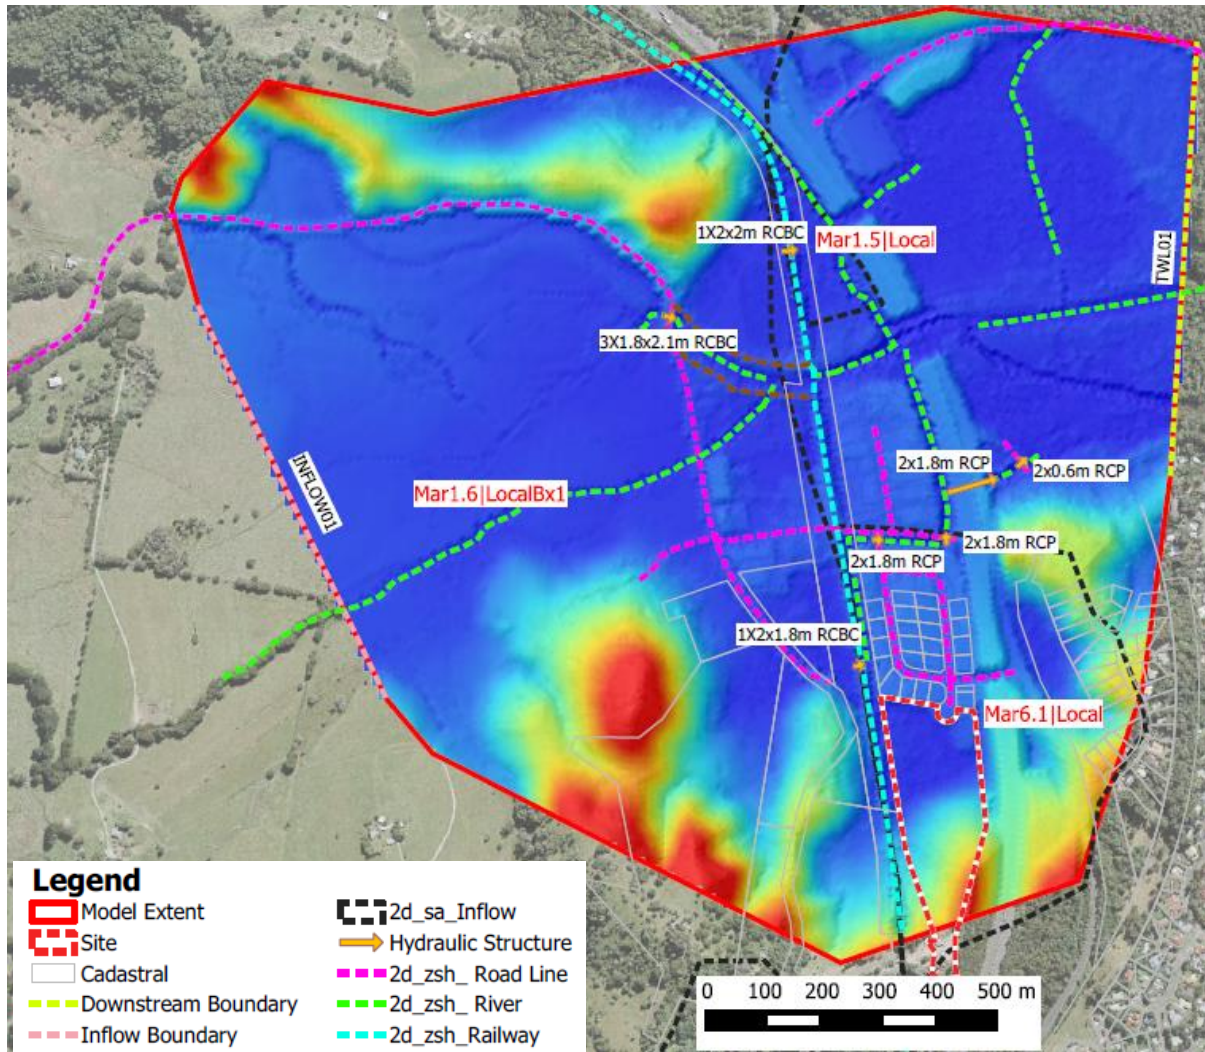 1X2x2m RCBC
Mar1.5|Local
TWL01
3X1.8x2.1m RCBC
INFLOW01
Mar1.6|LocalBx1
2x1.8m RCP
2x0.6m RCP
2x1.8m RCP
2x1.8m RCP
1X2x1.8m RCBC
Mar6.1|Local
Legend
Model Extent
Site
Cadastral
Downstream Boundary
Inflow Boundary
2d_sa_Inflow
Hydraulic Structure
2d_zsh_ Road Line
2d_zsh_ River
2d_zsh_Railway
0 100 200 300 400 500 m